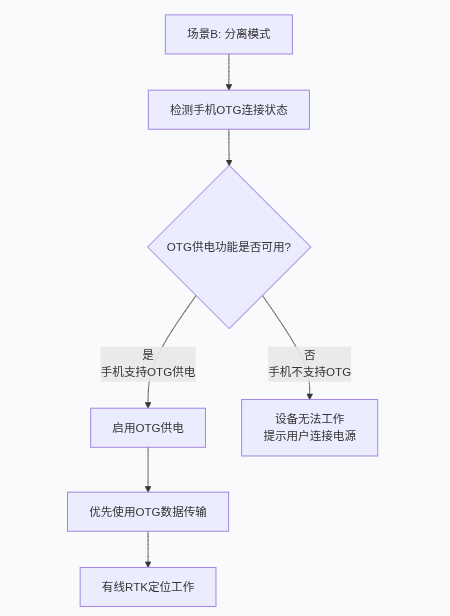 场景B: 分离模式
检测手机OTG连接状态
OTG供电功能是否可用?
是
手机支持OTG供电
否
手机不支持OTG
启用OTG供电
设备无法工作
提示用户连接电源
优先使用OTG数据传输
有线RTK定位工作